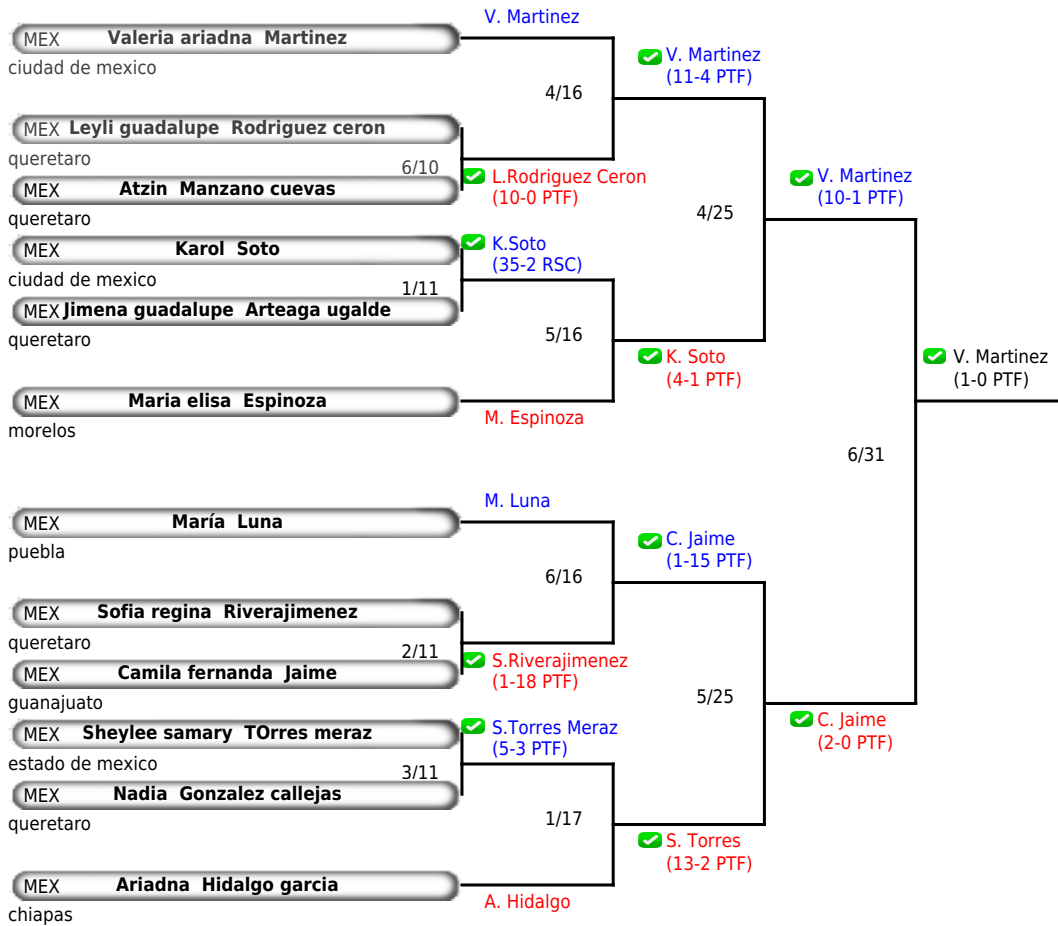 V. Martinez
MEX Valeria ariadna Martinez
ciudad de mexico
V. Martinez
(11-4 PTF)
4/16
MEX Leyli guadalupe Rodriguez ceron
queretaro
6/10
L.Rodriguez Ceron
(10-0 PTF)
MEX Atzin Manzano cuevas
queretaro
V. Martinez
(10-1 PTF)
4/25
MEX Karol Soto
ciudad de mexico
K.Soto
(35-2 RSC)
1/11
MEX Jimena guadalupe Arteaga ugalde
queretaro
5/16
K. Soto
(4-1 PTF)
V. Martinez
(1-0 PTF)
MEX Maria elisa Espinoza
morelos
M. Espinoza
6/31
M. Luna
MEX María Luna
puebla
C. Jaime
(1-15 PTF)
6/16
MEX Sofia regina Riverajimenez
queretaro
2/11
S.Riverajimenez
(1-18 PTF)
MEX Camila fernanda Jaime
guanajuato
5/25
C. Jaime
(2-0 PTF)
MEX Sheylee samary TOrres meraz
estado de mexico
S.Torres Meraz
(5-3 PTF)
3/11
MEX Nadia Gonzalez callejas
queretaro
1/17
S. Torres
(13-2 PTF)
MEX Ariadna Hidalgo garcia
chiapas
A. Hidalgo